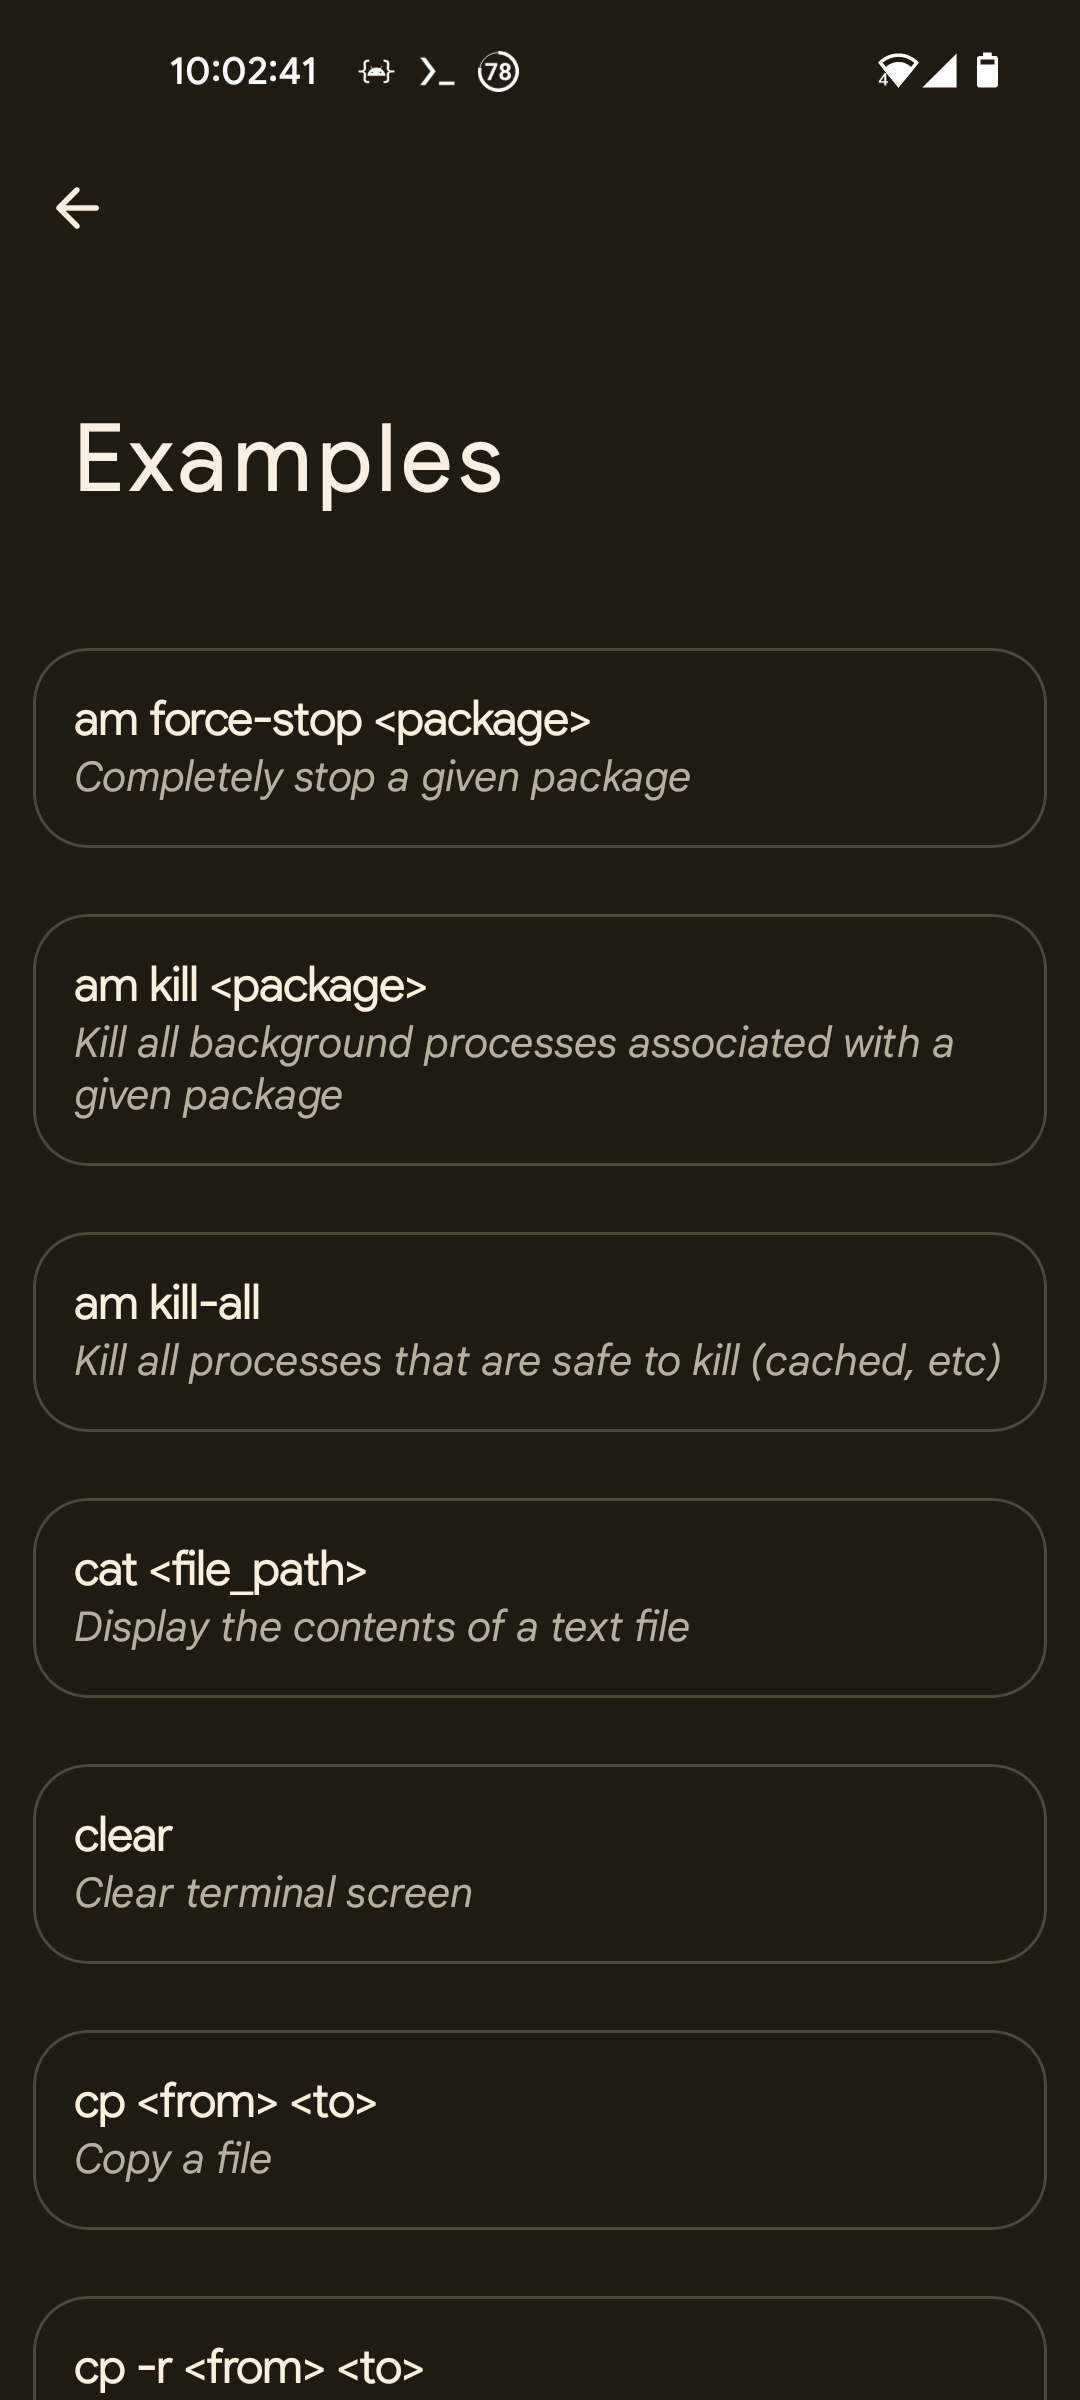 10:02:41 78 4
Examples
am force-stop <package>
Completely stop a given package
am kill <package>
Kill all background processes associated with a
given package
am kill-all
Kill all processes that are safe to kill (cached, etc)
cat <file_path>
Display the contents of a text file
clear
Clear terminal screen
cp <from> <to>
Copy a file
cp -r <from> <to>